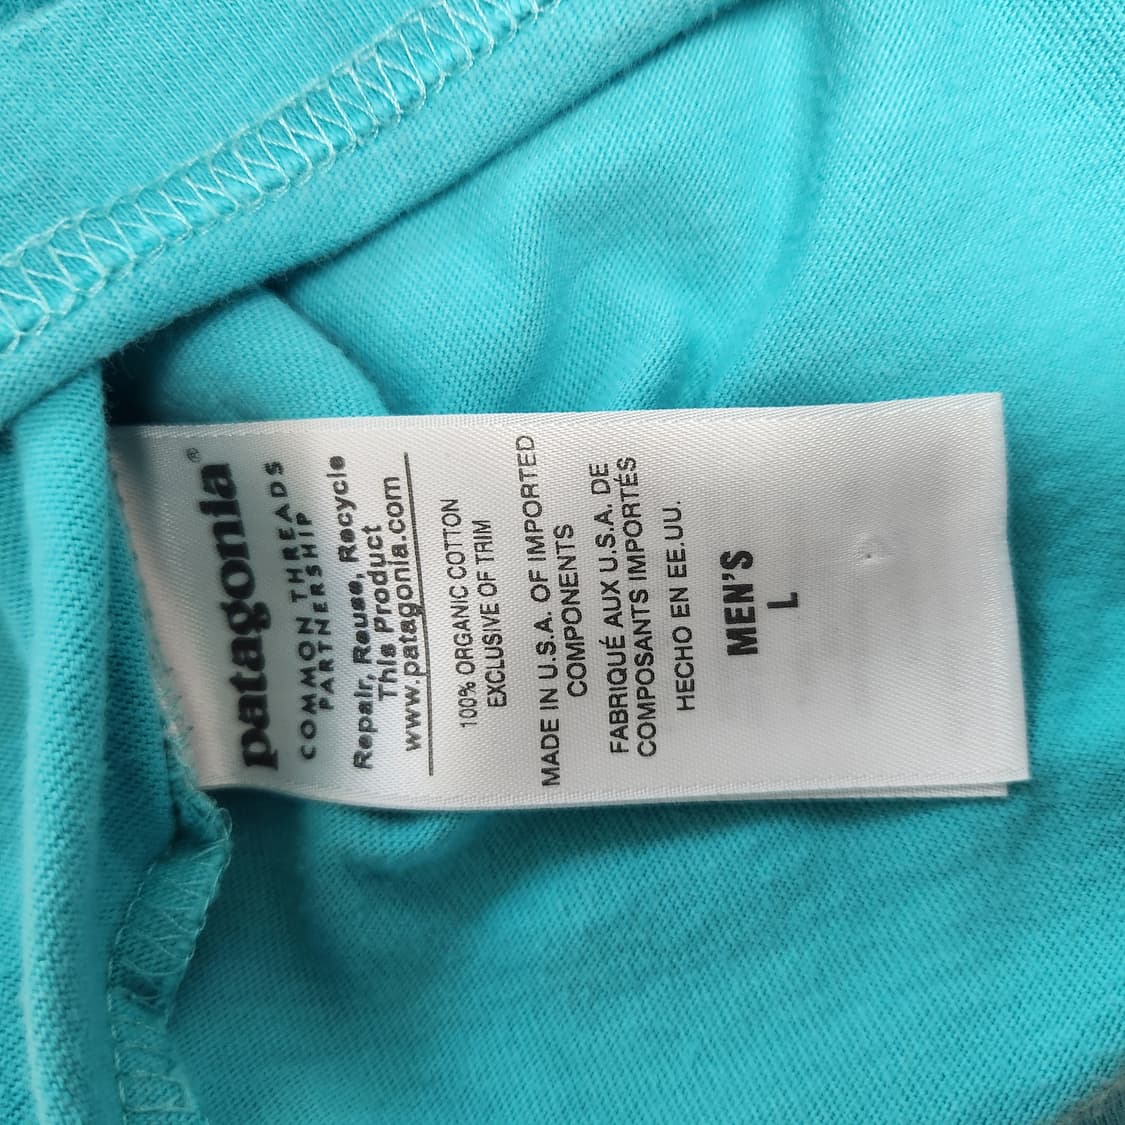 patagonia®
COMMON THREADS
PARTNERSHIP
Repair, Reuse, Recycle
This Product
www.patagonia.com
100% ORGANIC COTTON
EXCLUSIVE OF TRIM
MADE IN U.S.A. OF IMPORTED
COMPONENTS
FABRIQUÉ AUX U.S.A. DE
COMPOSANTS IMPORTÉS
HECHO EN EE.UU.
MEN'S
L